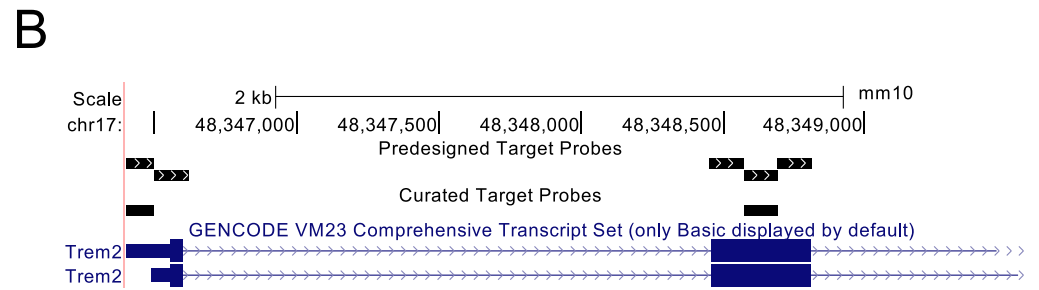 B
Scale 2 kb mm10
chr17: 48,347,000 48,347,500 48,348,000 48,348,500 48,349,000
Predesigned Target Probes
Curated Target Probes
GENCODE VM23 Comprehensive Transcript Set (only Basic displayed by default)
Trem2
Trem2